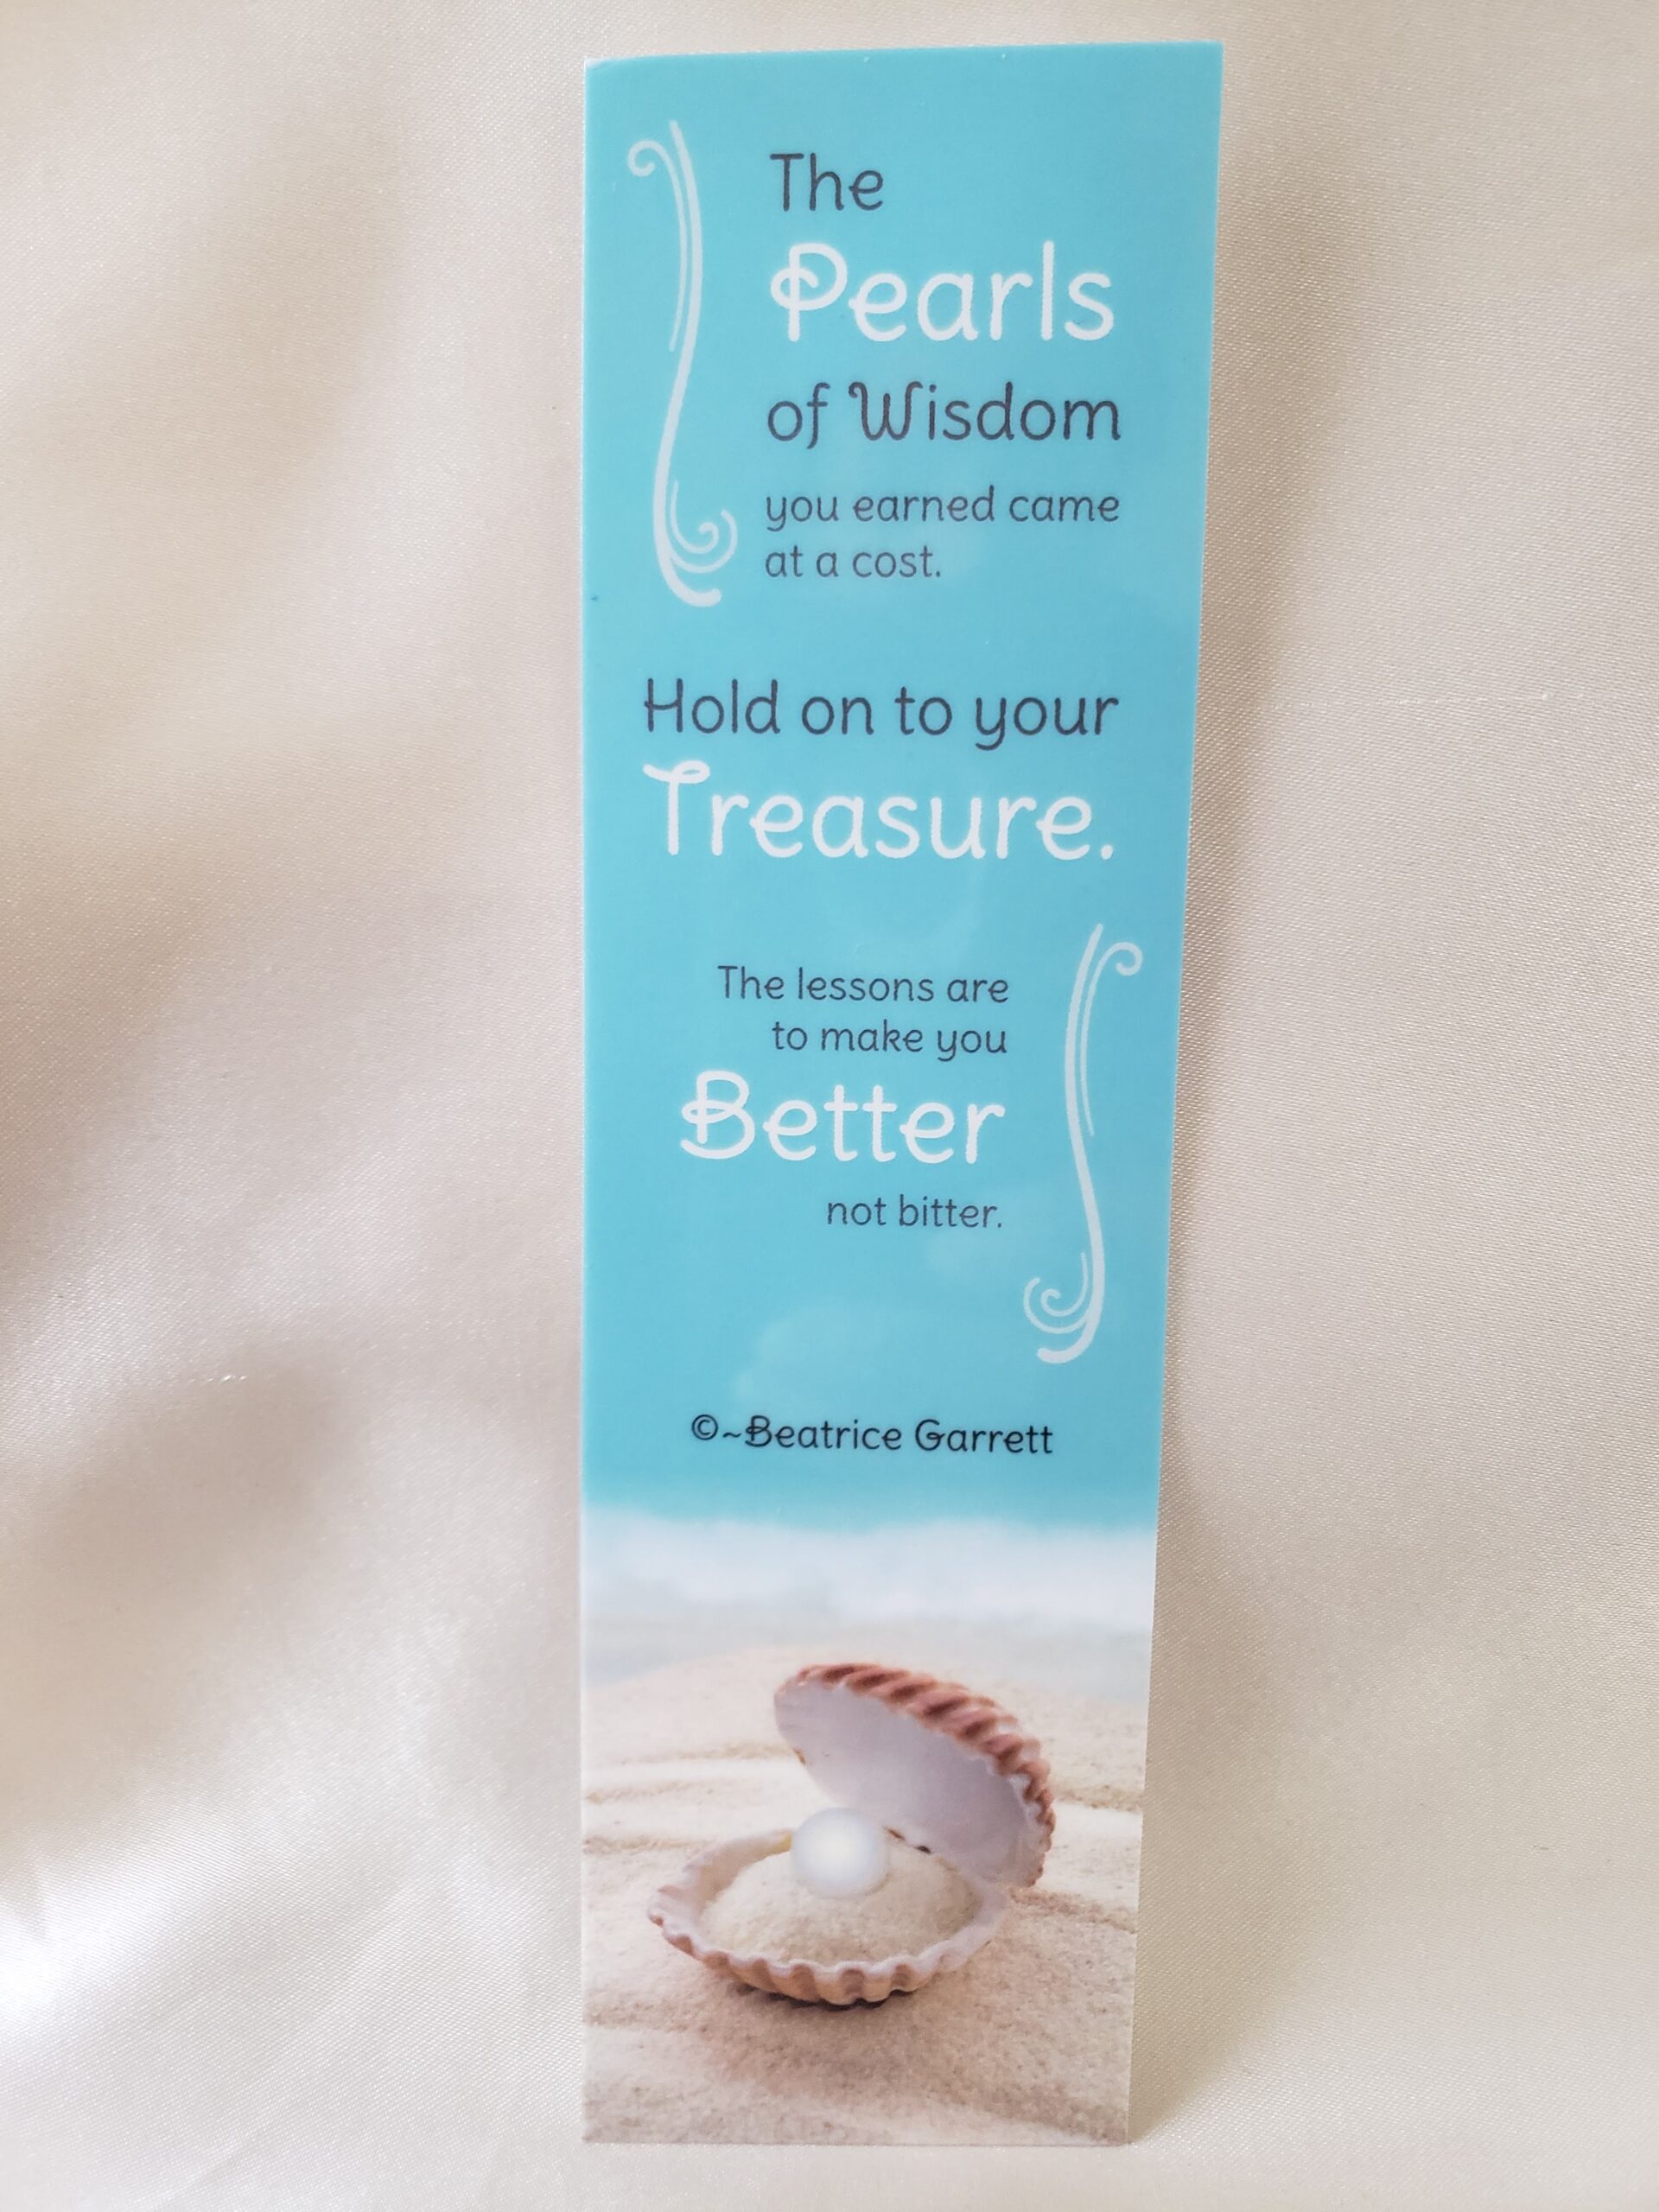 The
Pearls
of Wisdom
you earned came
at a cost.
Hold on to your
Treasure.
The lessons are
to make you
Better
not bitter.
©~Beatrice Garrett